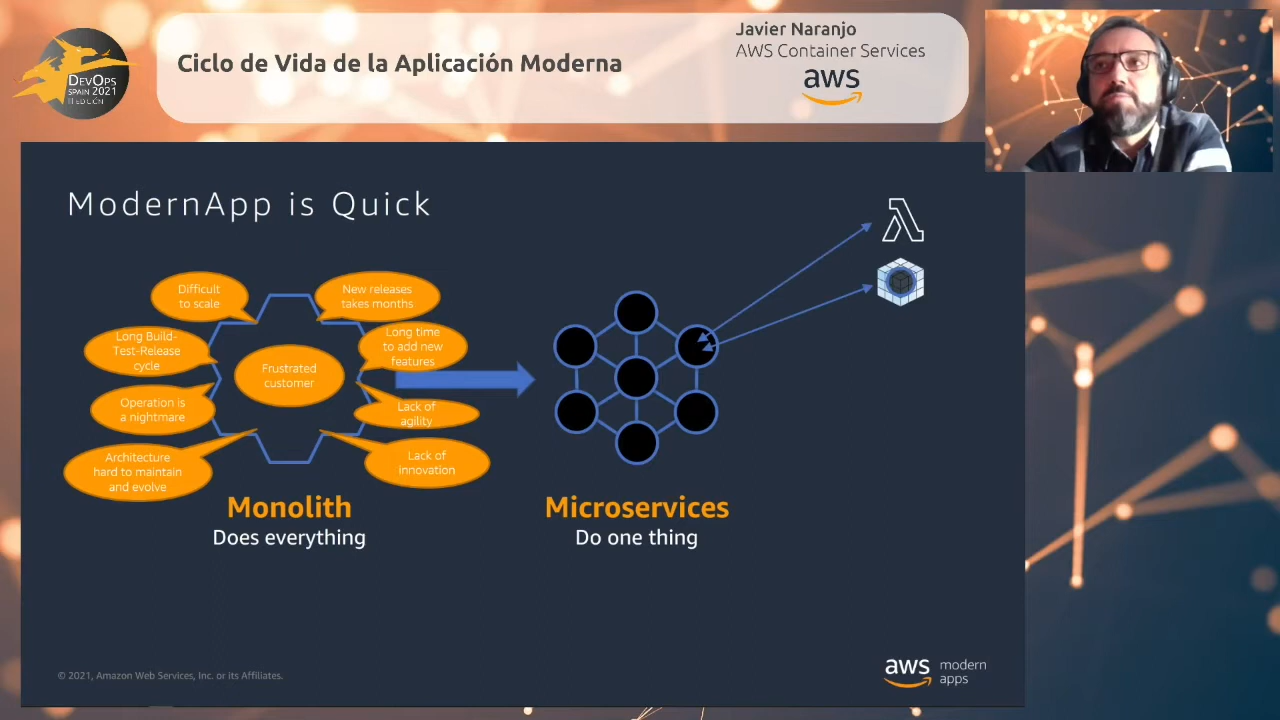 DEVOPS
SPAIN 2021
II EDICIÓN
Ciclo de Vida de la Aplicación Moderna
Javier Naranjo
AWS Container Services
aws
ModernApp is Quick
Difficult
to scale
New releases
takes months
Long Build-
Test-Release
cycle
Long time
to add new
features
Frustrated
customer
Operation is
a nightmare
Lack of
agility
Architecture
hard to maintain
and evolve
Lack of
innovation
Monolith
Does everything
Microservices
Do one thing
© 2021, Amazon Web Services, Inc. or its Affiliates.
aws
modern
apps